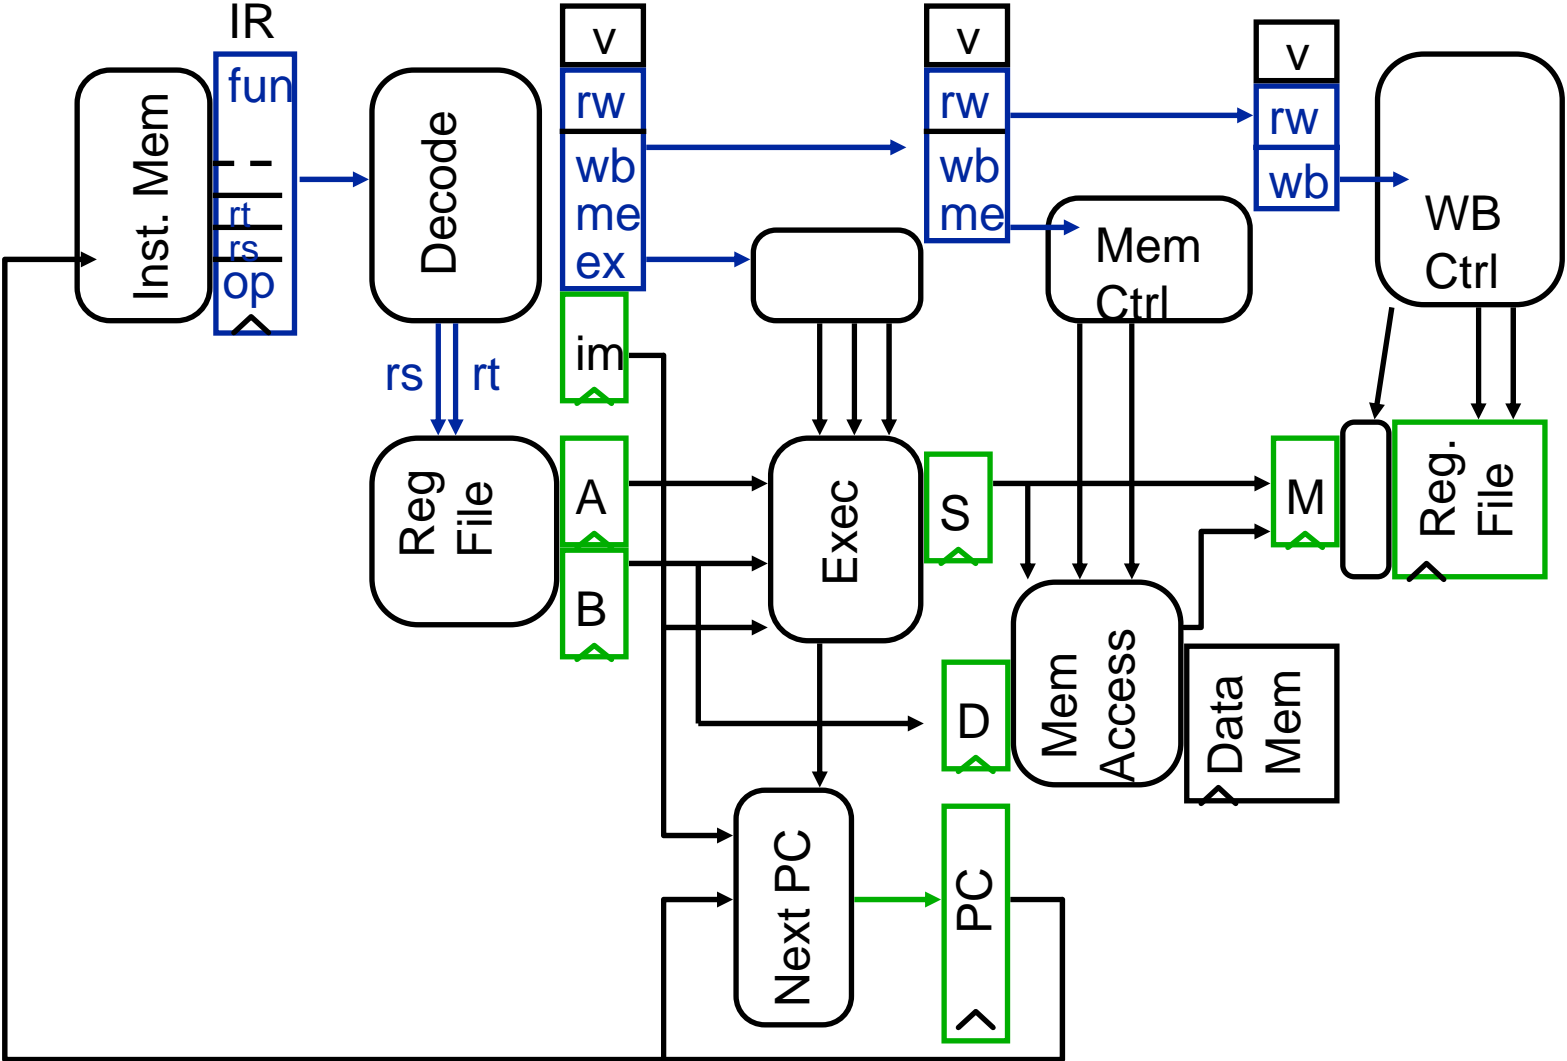 IR
fun
rt
rs
op
Inst. Mem
Decode
v
rw
wb
me
ex
im
v
rw
wb
me
Mem
Ctrl
v
rw
wb
WB
Ctrl
rs
rt
Reg
File
A
B
Exec
S
M
Reg.
File
D
Mem
Access
Data
Mem
Next PC
PC